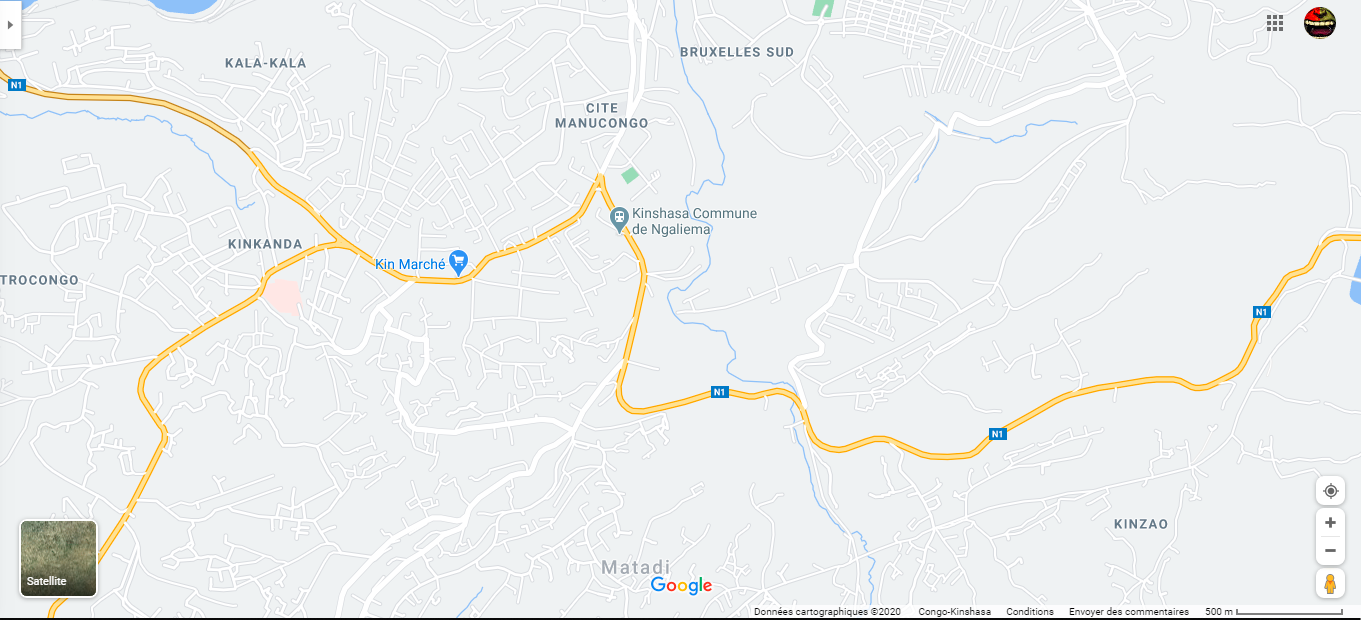 BRUXELLES SUD
KALA-KALA
N1
CITE
MANUCONGO
Kinshasa Commune
de Ngaliema
KINKANDA
Kin Marché
TROCONGO
N1
N1
N1
KINZAO
Matadi
Satellite
Google
Données cartographiques ©2020 Congo-Kinshasa Conditions Envoyer des commentaires 500 m